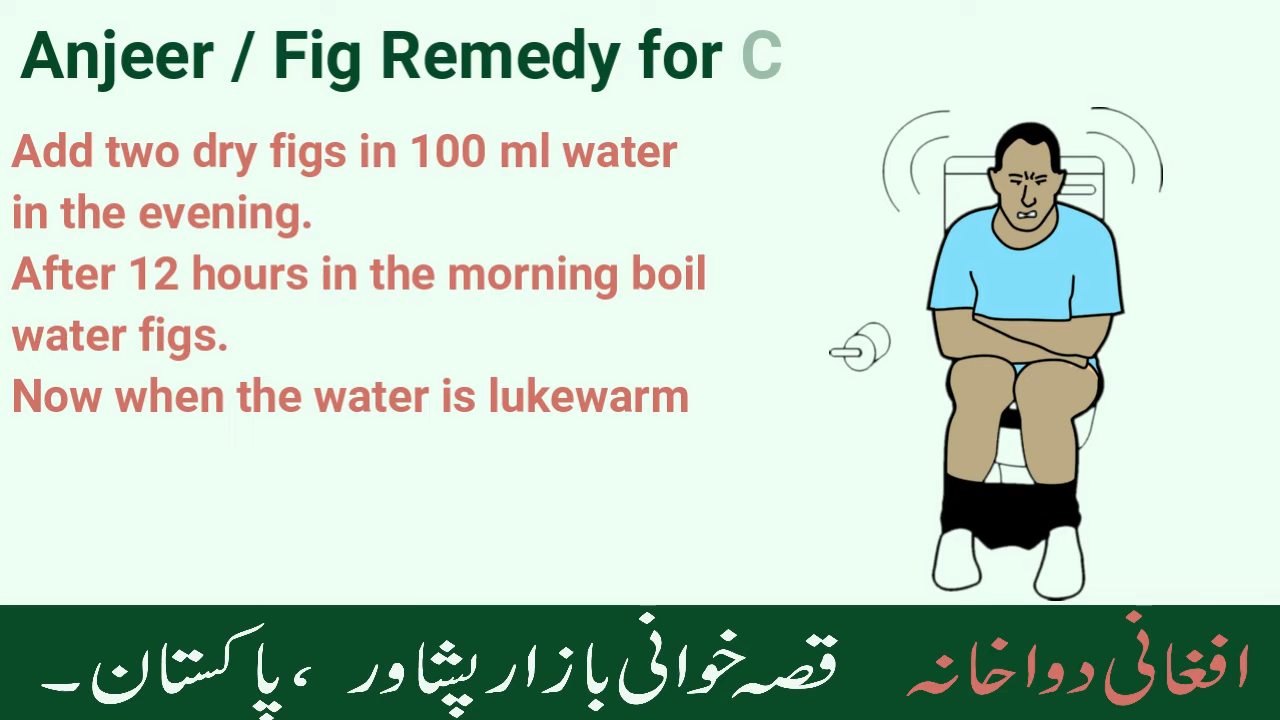 Anjeer / Fig Remedy for C
Add two dry figs in 100 ml water
in the evening.
After 12 hours in the morning boil
water figs.
Now when the water is lukewarm
افغانی دواخانہ قصہ خوانی بازار پشاور ، پاکستان۔